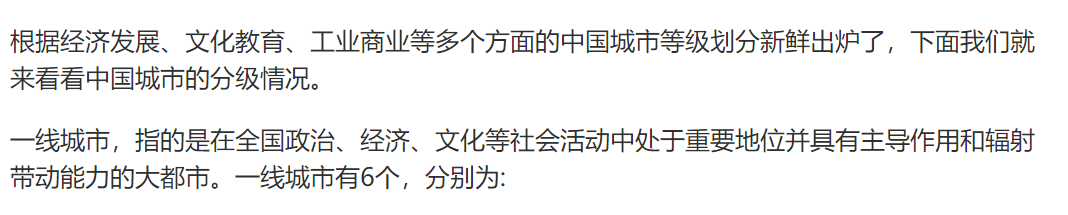 根据经济发展、文化教育、工业商业等多个方面的中国城市等级划分新鲜出炉了，下面我们就
来看看中国城市的分级情况。
一线城市，指的是在全国政治、经济、文化等社会活动中处于重要地位并具有主导作用和辐射
带动能力的大都市。一线城市有6个，分别为: